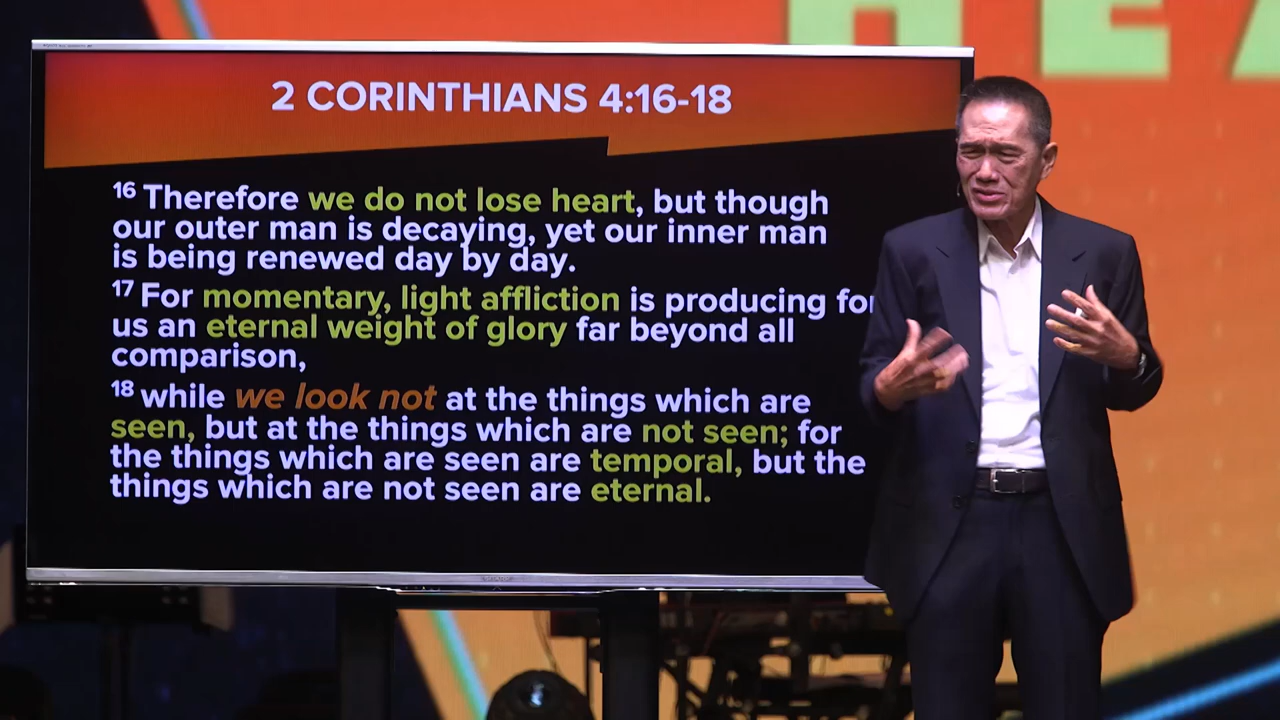 HEA
2 CORINTHIANS 4:16-18
16 Therefore we do not lose heart, but though
our outer man is decaying, yet our inner man
is being renewed day by day.
17 For momentary, light affliction is producing for
us an eternal weight of glory far beyond all
comparison,
18 while we look not at the things which are
seen, but at the things which are not seen; for
the things which are seen are temporal, but the
things which are not seen are eternal.